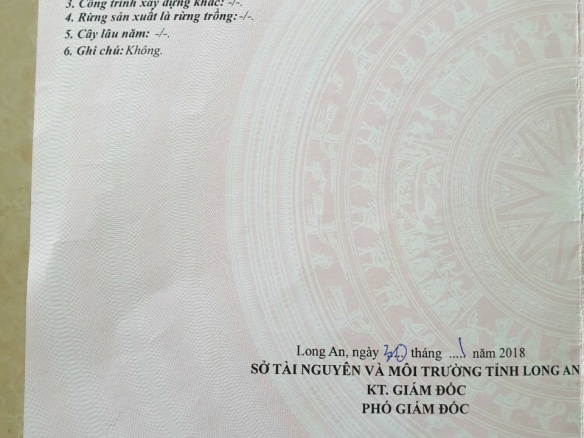 3. Công trình xây dựng khác: -/-.
4. Rừng sản xuất là rừng trồng:-/-.
5. Cây lâu năm: -/-.
6. Ghi chú: Không.
Long An, ngày 30 tháng ....1 năm 2018
SỞ TÀI NGUYÊN VÀ MÔI TRƯỜNG TỈNH LONG AN
KT. GIÁM ĐỐC
PHÓ GIÁM ĐỐC